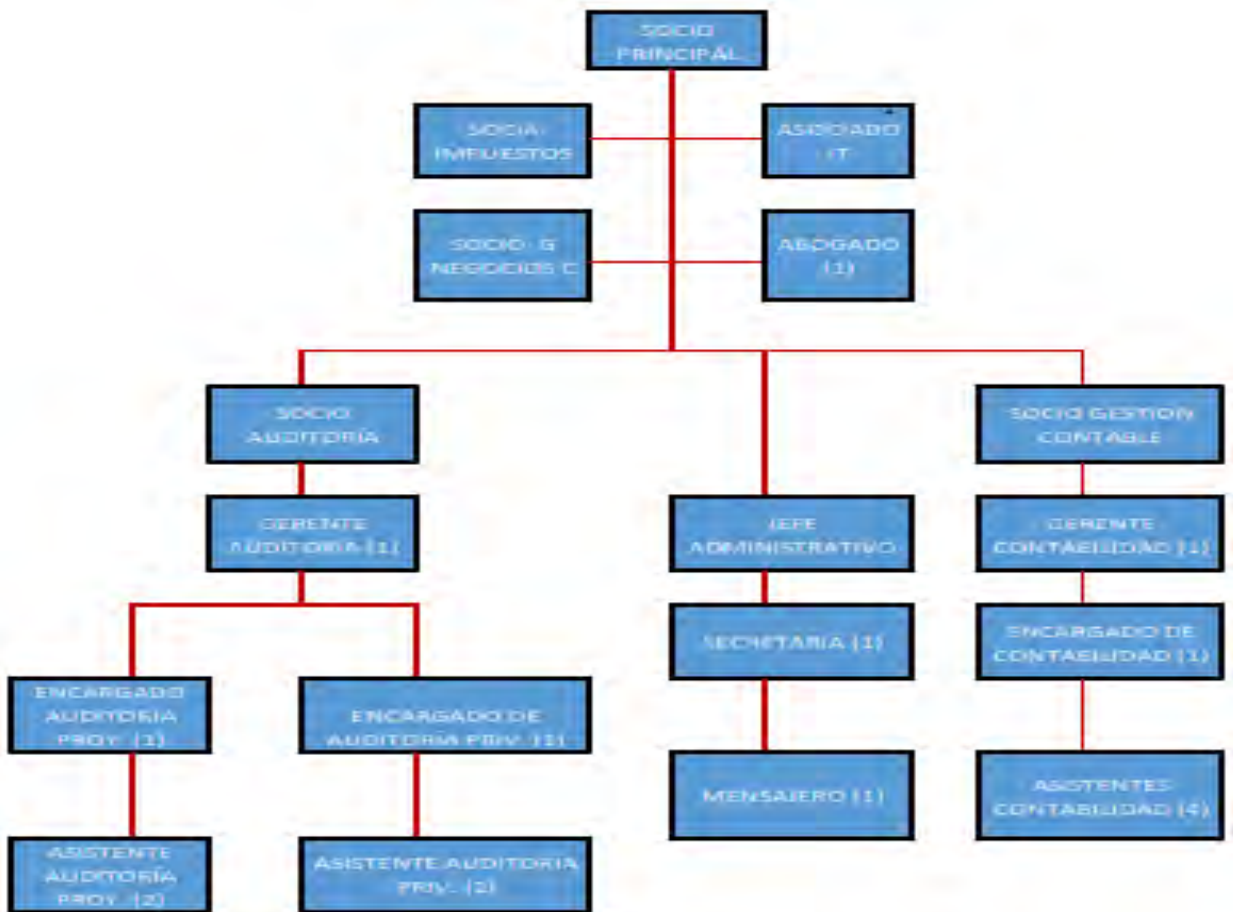 SOCIO
PRINCIPAL
SOCIA
IMPUESTOS
ASOCIADO
IT
SOCIO G
NEGOCIOS C
ABOGADO
(1)
SOCIO
AUDITORÍA
SOCIO GESTION
CONTABLE
GERENTE
AUDITORIA (1)
JEFE
ADMINISTRATIVO
GERENTE
CONTABILIDAD (1)
SECRETARIA (1)
ENCARGADO DE
CONTABILIDAD (1)
ENCARGADO
AUDITORIA
PROY. (1)
ENCARGADO DE
AUDITORIA PRIV. (1)
MENSAJERO (1)
ASISTENTES
CONTABILIDAD (4)
ASISTENTE
AUDITORÍA
PROY. (2)
ASISTENTE AUDITORIA
PRIV. (2)